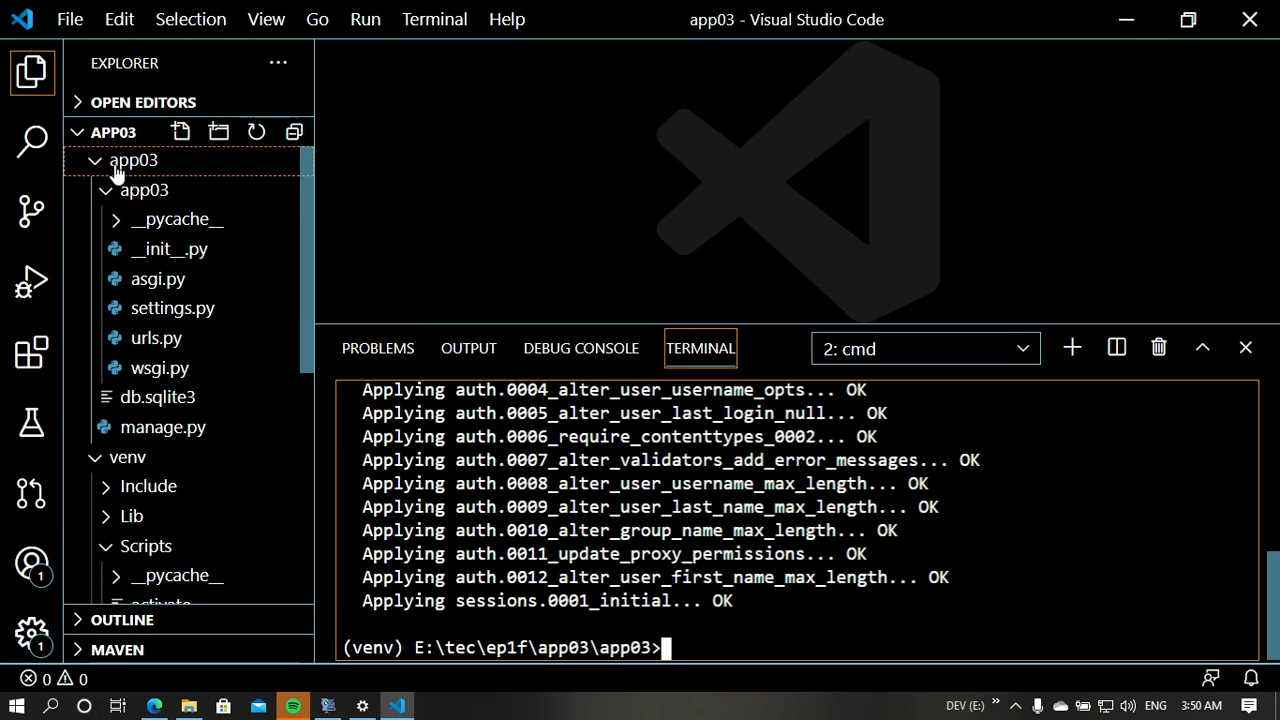 File Edit Selection View Go Run Terminal Help app03 - Visual Studio Code
EXPLORER
OPEN EDITORS
APP03
app03
app03
__pycache__
__init__.py
asgi.py
settings.py
urls.py
wsgi.py
db.sqlite3
manage.py
venv
Include
Lib
Scripts
__pycache__
activate
OUTLINE
MAVEN
PROBLEMS OUTPUT DEBUG CONSOLE TERMINAL 2: cmd
Applying auth.0004_alter_user_username_opts... OK
Applying auth.0005_alter_user_last_login_null... OK
Applying auth.0006_require_contenttypes_0002... OK
Applying auth.0007_alter_validators_add_error_messages... OK
Applying auth.0008_alter_user_username_max_length... OK
Applying auth.0009_alter_user_last_name_max_length... OK
Applying auth.0010_alter_group_name_max_length... OK
Applying auth.0011_update_proxy_permissions... OK
Applying auth.0012_alter_user_first_name_max_length... OK
Applying sessions.0001_initial... OK
(venv) E:\tec\ep1f\app03\app03>
1
1
0 0
DEV (E:) ENG 3:50 AM